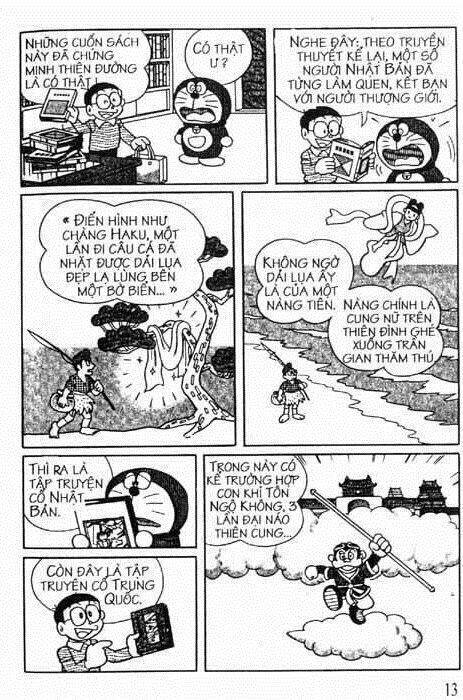 NHỮNG CUỐN SÁCH
NÀY ĐÃ CHỨNG
MINH THIÊN ĐƯỜNG
LÀ CÓ THẬT!
CÓ THẬT
Ư?
NGHE ĐÂY: THEO TRUYỀN
THUYẾT KỂ LẠI, MỘT SỐ
NGƯỜI NHẬT BẢN ĐÃ
TỪNG LÀM QUEN, KẾT BẠN
VỚI NGƯỜI THƯỢNG GIỚI.
« ĐIỂN HÌNH NHƯ
CHÀNG HAKU, MỘT
LẦN ĐI CÂU CÁ ĐÃ
NHẶT ĐƯỢC DẢI LỤA
ĐẸP LẠ LÙNG BÊN
MỘT BỜ BIỂN... »
KHÔNG NGỜ
DẢI LỤA ẤY
LÀ CỦA MỘT
NÀNG TIÊN.
NÀNG CHÍNH LÀ
CUNG NỮ TRÊN
THIÊN ĐÌNH GHÉ
XUỐNG TRẦN
GIAN THĂM THÚ.
THÌ RA LÀ
TẬP TRUYỆN
CỔ NHẬT
BẢN.
CÒN ĐÂY LÀ TẬP
TRUYỆN CỔ TRUNG
QUỐC.
TRONG NÀY CÓ
KỂ TRƯỜNG HỢP
CON KHỈ TÔN
NGỘ KHÔNG, 3
LẦN ĐẠI NÁO
THIÊN CUNG...
13